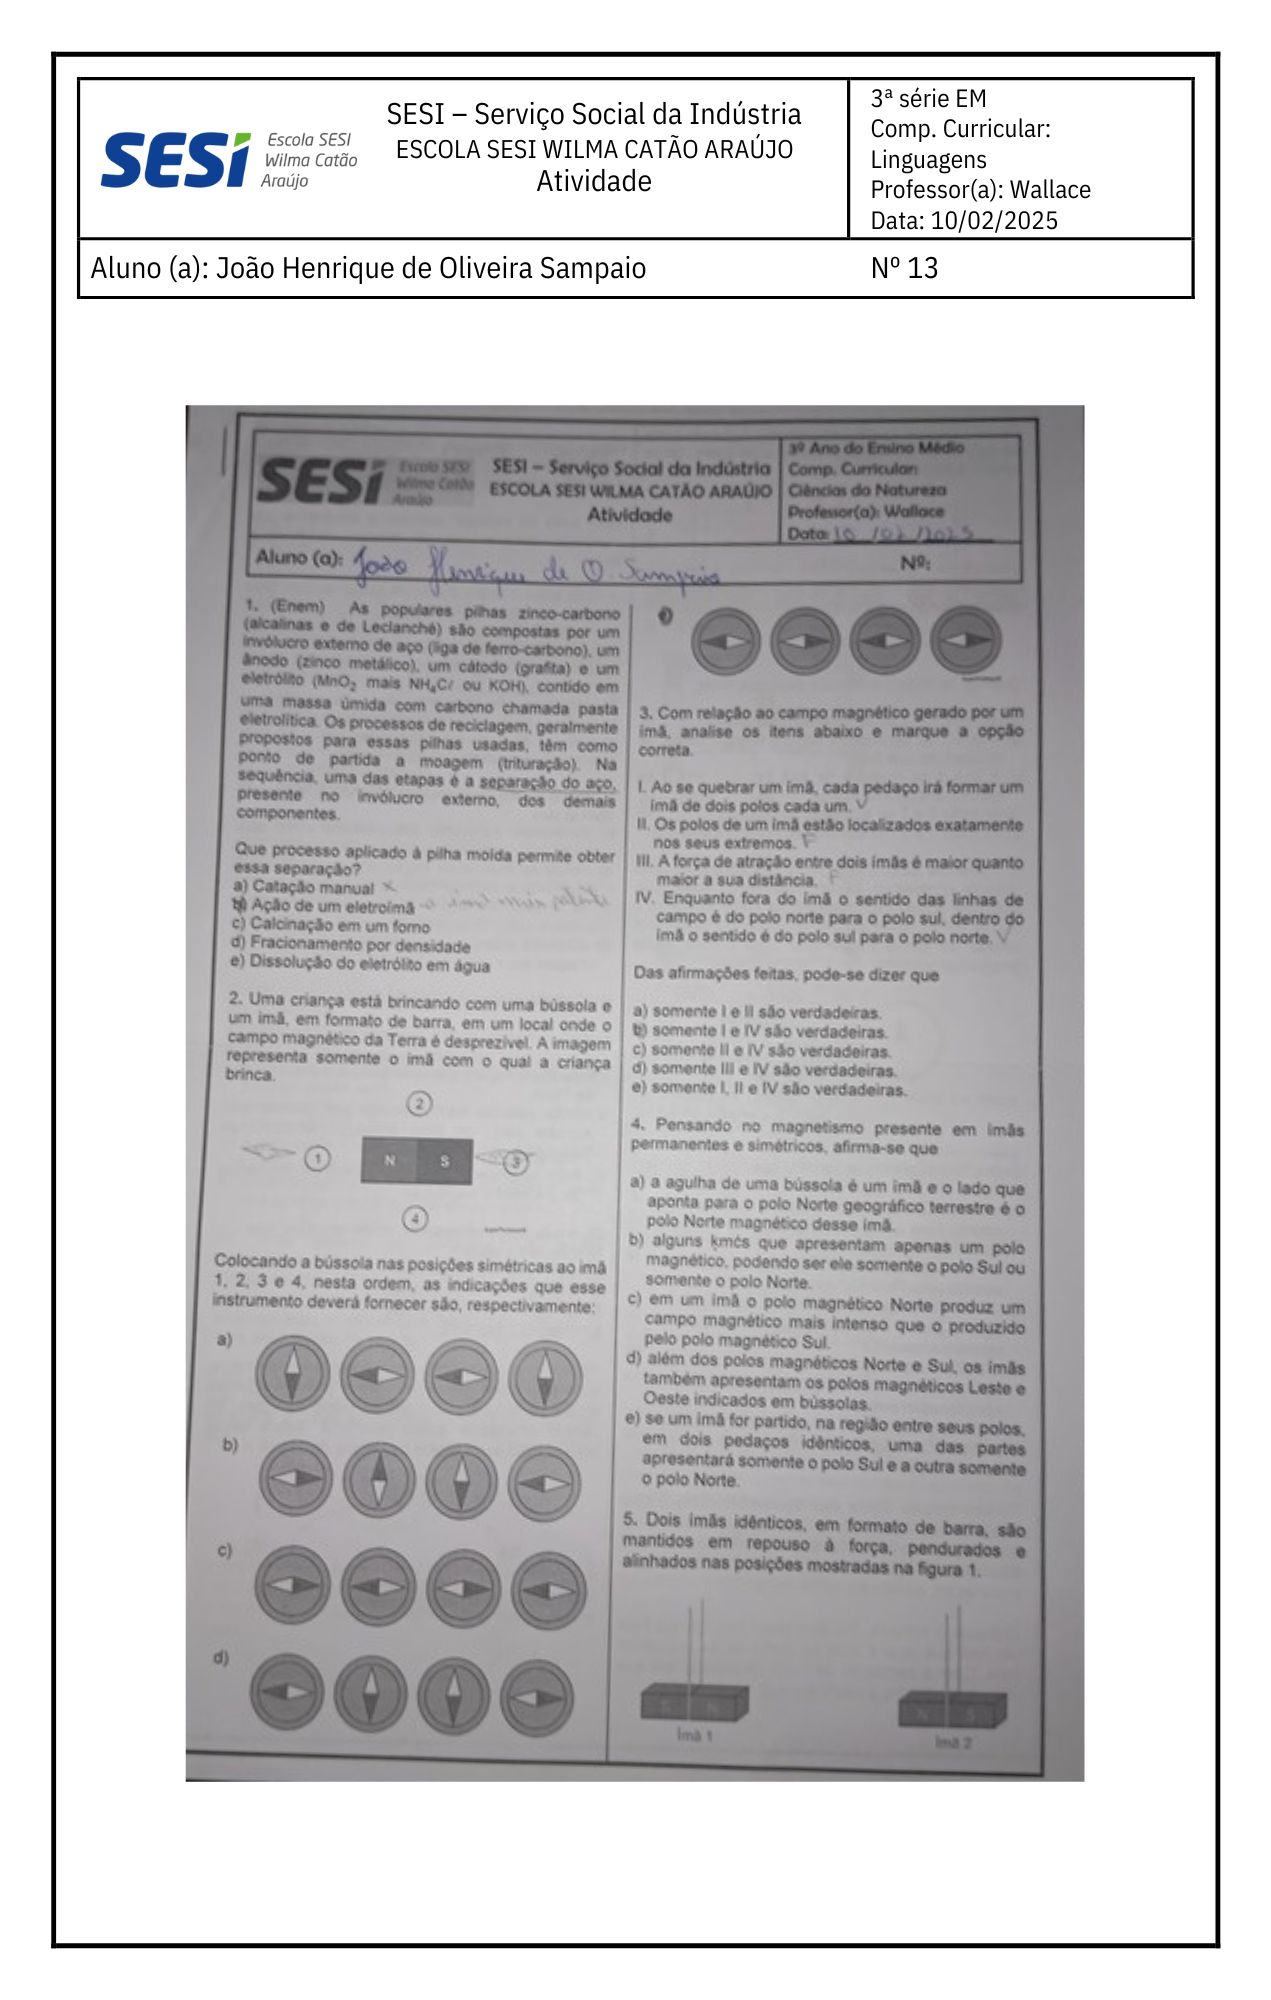 SESI
Escola SESI
Wilma Catão
Araújo
SESI – Serviço Social da Indústria
ESCOLA SESI WILMA CATÃO ARAÚJO
Atividade
3ª série EM
Comp. Curricular:
Linguagens
Professor(a): Wallace
Data: 10/02/2025
Aluno (a): João Henrique de Oliveira Sampaio
Nº 13
SESI
Escola SESI
Wilma Catão
Araújo
SESI – Serviço Social da Indústria
ESCOLA SESI WILMA CATÃO ARAÚJO
Atividade
3º Ano do Ensino Médio
Comp. Curricular:
Ciências da Natureza
Professor(a): Wallace
Data: 10/02/2025
Aluno (a): João Henrique de O. Sampaio
Nº:
1. (Enem) As populares pilhas zinco-carbono
(alcalinas e de Leclanché) são compostas por um
invólucro externo de aço (liga de ferro-carbono), um
ânodo (zinco metálico), um cátodo (grafita) e um
eletrólito (MnO₂ mais NH₄Cℓ ou KOH), contido em
uma massa úmida com carbono chamada pasta
eletrolítica. Os processos de reciclagem, geralmente
propostos para essas pilhas usadas, têm como
ponto de partida a moagem (trituração). Na
sequência, uma das etapas é a separação do aço,
presente no invólucro externo, dos demais
componentes.
Que processo aplicado à pilha moída permite obter
essa separação?
a) Catação manual x
b) Ação de um eletroímã
c) Calcinação em um forno
d) Fracionamento por densidade
e) Dissolução do eletrólito em água
2. Uma criança está brincando com uma bússola e
um imã, em formato de barra, em um local onde o
campo magnético da Terra é desprezível. A imagem
representa somente o imã com o qual a criança
brinca.
2
1 N S 3
4
Colocando a bússola nas posições simétricas ao imã
1, 2, 3 e 4, nesta ordem, as indicações que esse
instrumento deverá fornecer são, respectivamente:
a)
b)
c)
d)
e)
3. Com relação ao campo magnético gerado por um
imã, analise os itens abaixo e marque a opção
correta.
I. Ao se quebrar um imã, cada pedaço irá formar um
imã de dois polos cada um. V
II. Os polos de um imã estão localizados exatamente
nos seus extremos. F
III. A força de atração entre dois imãs é maior quanto
maior a sua distância. F
IV. Enquanto fora do imã o sentido das linhas de
campo é do polo norte para o polo sul, dentro do
imã o sentido é do polo sul para o polo norte. V
Das afirmações feitas, pode-se dizer que
a) somente I e II são verdadeiras.
b) somente I e IV são verdadeiras.
c) somente II e IV são verdadeiras.
d) somente III e IV são verdadeiras.
e) somente I, II e IV são verdadeiras.
4. Pensando no magnetismo presente em imãs
permanentes e simétricos, afirma-se que
a) a agulha de uma bússola é um imã e o lado que
aponta para o polo Norte geográfico terrestre é o
polo Norte magnético desse imã.
b) alguns que apresentam apenas um polo
magnético, podendo ser ele somente o polo Sul ou
somente o polo Norte.
c) em um imã o polo magnético Norte produz um
campo magnético mais intenso que o produzido
pelo polo magnético Sul.
d) além dos polos magnéticos Norte e Sul, os imãs
também apresentam os polos magnéticos Leste e
Oeste indicados em bússolas.
e) se um imã for partido, na região entre seus polos,
em dois pedaços idênticos, uma das partes
apresentará somente o polo Sul e a outra somente
o polo Norte.
5. Dois imãs idênticos, em formato de barra, são
mantidos em repouso à força, pendurados e
alinhados nas posições mostradas na figura 1.
N S
Imã 1
Imã 2